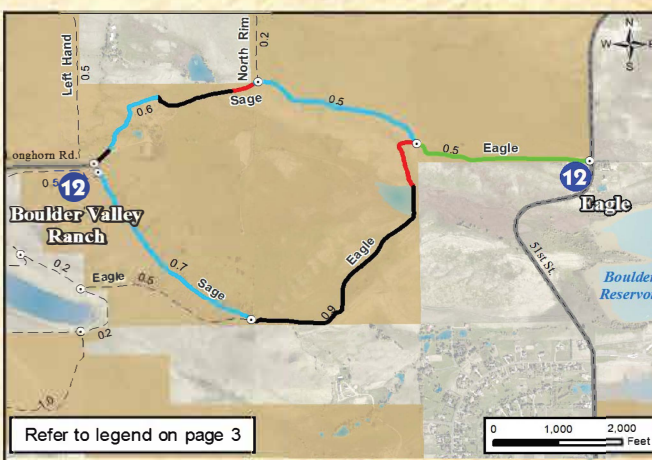 Left Hand
0.5
North Rim
0.2
N
W E
S
0.6
Sage
0.5
0.5
Eagle
Longhorn Rd.
0.5
12
Boulder Valley
Ranch
12
Eagle
0.7
Sage
Eagle
0.5
0.2
Eagle
0.9
51st St.
Boulder
Reservoi
0.2
1.0
Refer to legend on page 3
0 1,000 2,000
Feet